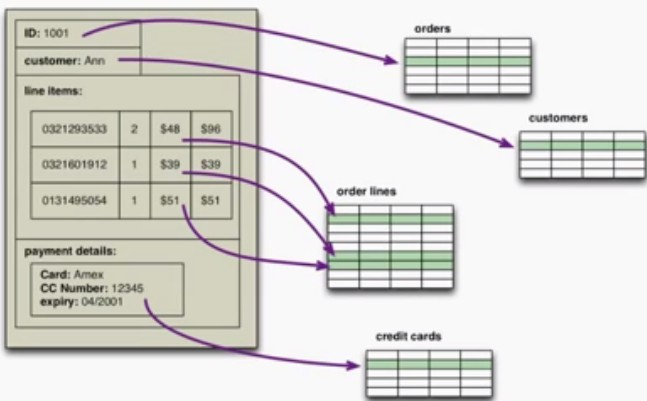 ID: 1001
customer: Ann
line items:
0321293533 2 $48 $96
0321601912 1 $39 $39
0131495054 1 $51 $51
payment details:
Card: Amex
CC Number: 12345
expiry: 04/2001
orders
customers
order lines
credit cards